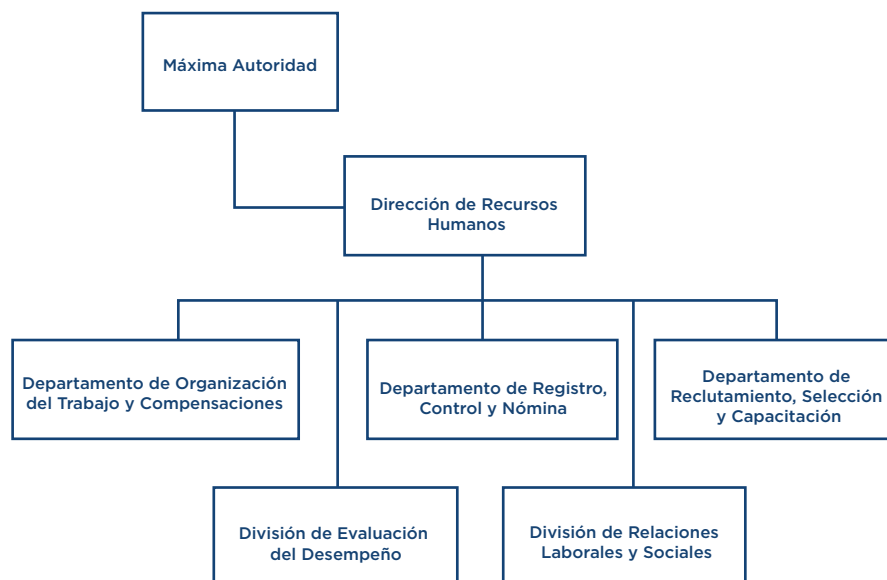 Máxima Autoridad
Dirección de Recursos
Humanos
Departamento de Organización
del Trabajo y Compensaciones
Departamento de Registro,
Control y Nómina
Departamento de
Reclutamiento, Selección
y Capacitación
División de Evaluación
del Desempeño
División de Relaciones
Laborales y Sociales